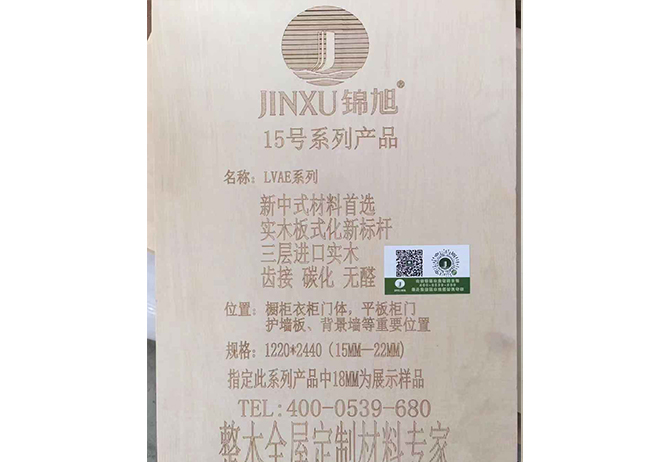 JINXU 锦旭®
15号系列产品
名称: LVAE系列
新中式材料首选
实木板式化新标杆
三层进口实木
齿接 碳化 无醛
位置: 橱柜衣柜门体, 平板柜门
护墙板、背景墙等重要位置
规格: 1220*2440 (15MM—22MM)
指定此系列产品中18MM为展示样品
TEL:400-0539-680
整木全屋定制材料专家